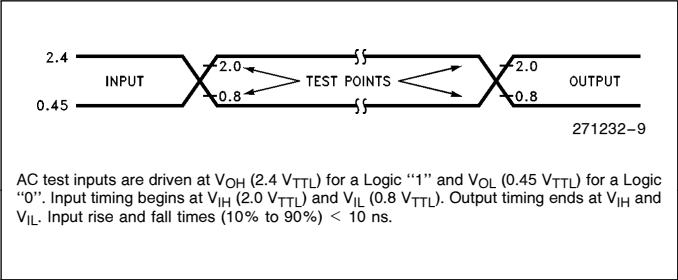 2.4
2.0 2.0
INPUT TEST POINTS OUTPUT
0.8 0.8
0.45
271232–9
AC test inputs are driven at VOH (2.4 VTTL) for a Logic “1” and VOL (0.45 VTTL) for a Logic
“0”. Input timing begins at VIH (2.0 VTTL) and VIL (0.8 VTTL). Output timing ends at VIH and
VIL. Input rise and fall times (10% to 90%) < 10 ns.